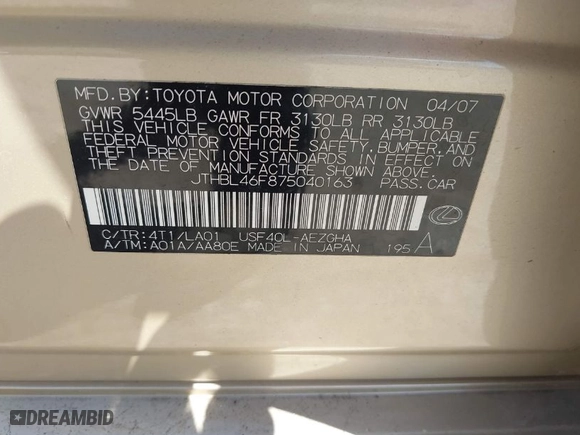 MFD. BY: TOYOTA MOTOR CORPORATION 04/07
GVWR 5445LB GAWR FR 3130LB RR 3130LB
THIS VEHICLE CONFORMS TO ALL APPLICABLE
FEDERAL MOTOR VEHICLE SAFETY, BUMPER, AND
THEFT PREVENTION STANDARDS IN EFFECT ON
THE DATE OF MANUFACTURE SHOWN ABOVE.
JTHBL46F875040163 PASS. CAR
C/TR: 4T1/LA01 USF40L-AEZGHA
A/TM: A01A/AA80E MADE IN JAPAN 195 A
DREAMBID